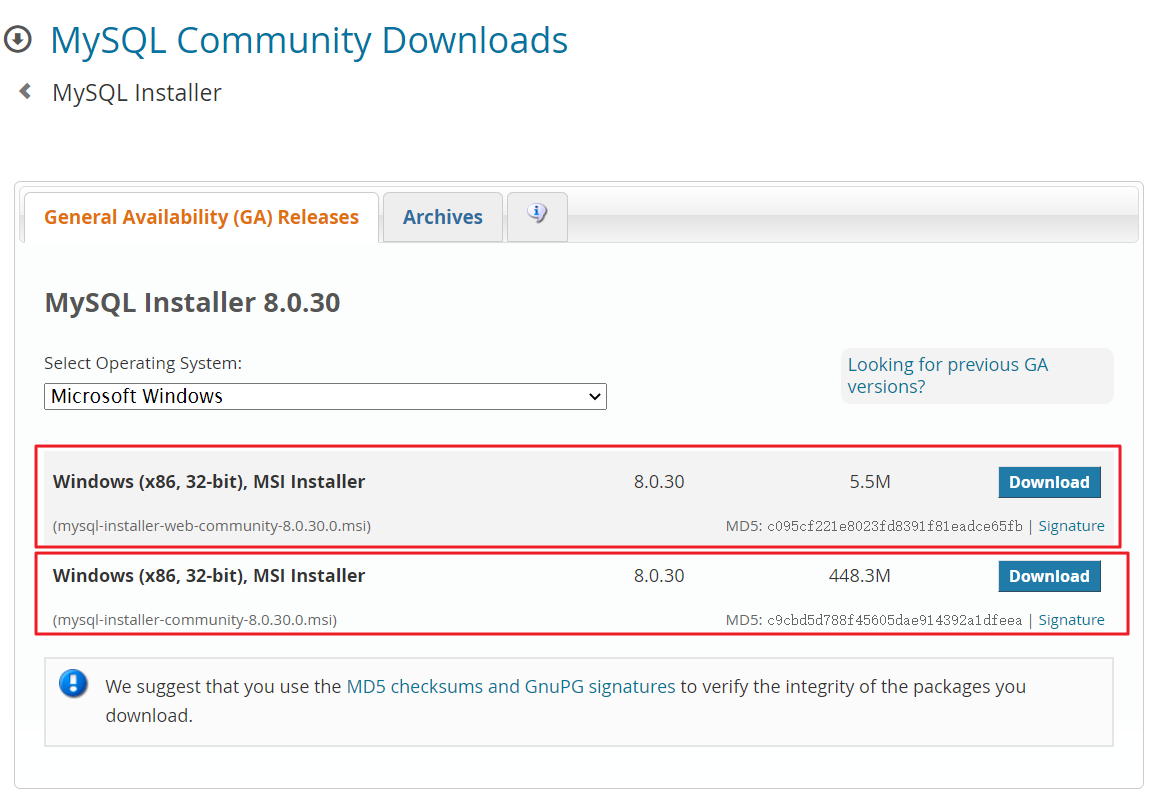 MySQL Community Downloads
MySQL Installer
General Availability (GA) Releases
Archives
MySQL Installer 8.0.30
Select Operating System:
Looking for previous GA versions?
Microsoft Windows
Windows (x86, 32-bit), MSI Installer 8.0.30 5.5M Download
(mysql-installer-web-community-8.0.30.0.msi) MD5: c095cf221e8023fd8391f81eadce65fb | Signature
Windows (x86, 32-bit), MSI Installer 8.0.30 448.3M Download
(mysql-installer-community-8.0.30.0.msi) MD5: c9cbd5d788f45605dae914392a1dfeea | Signature
We suggest that you use the MD5 checksums and GnuPG signatures to verify the integrity of the packages you
download.